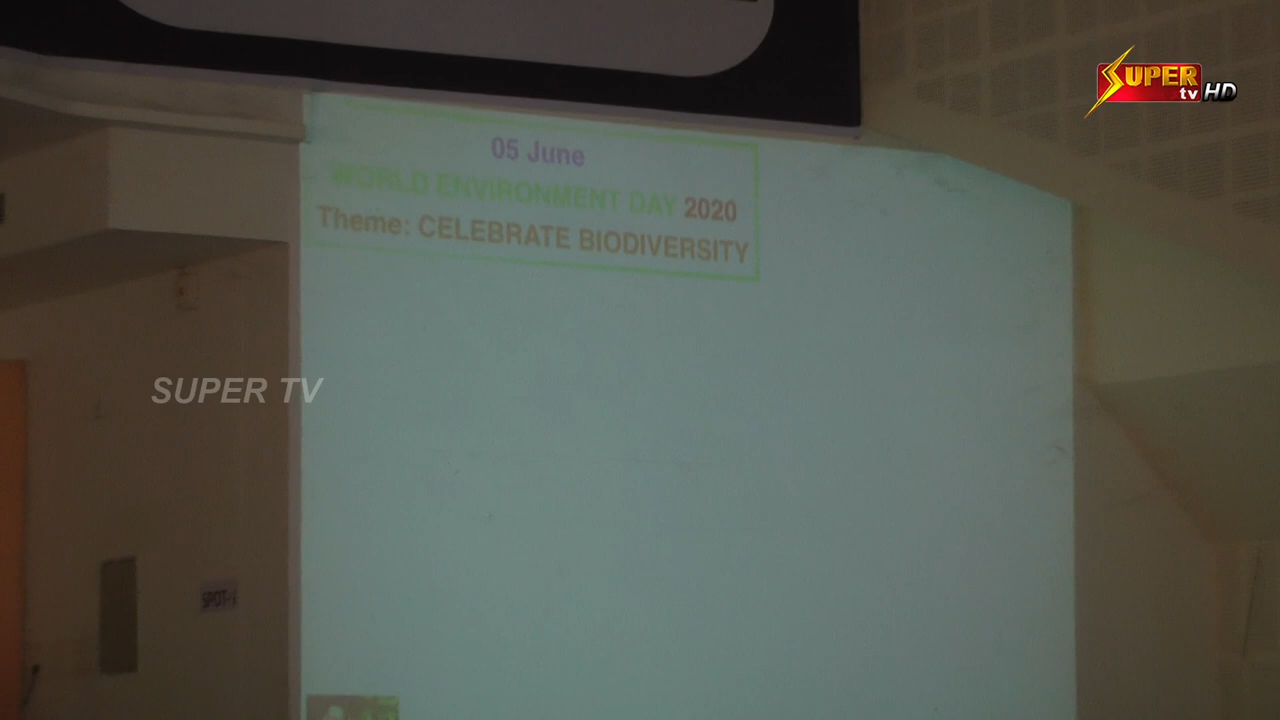 SUPER
tv HD
05 June
WORLD ENVIRONMENT DAY 2020
Theme: CELEBRATE BIODIVERSITY
SUPER TV
SPOT-1